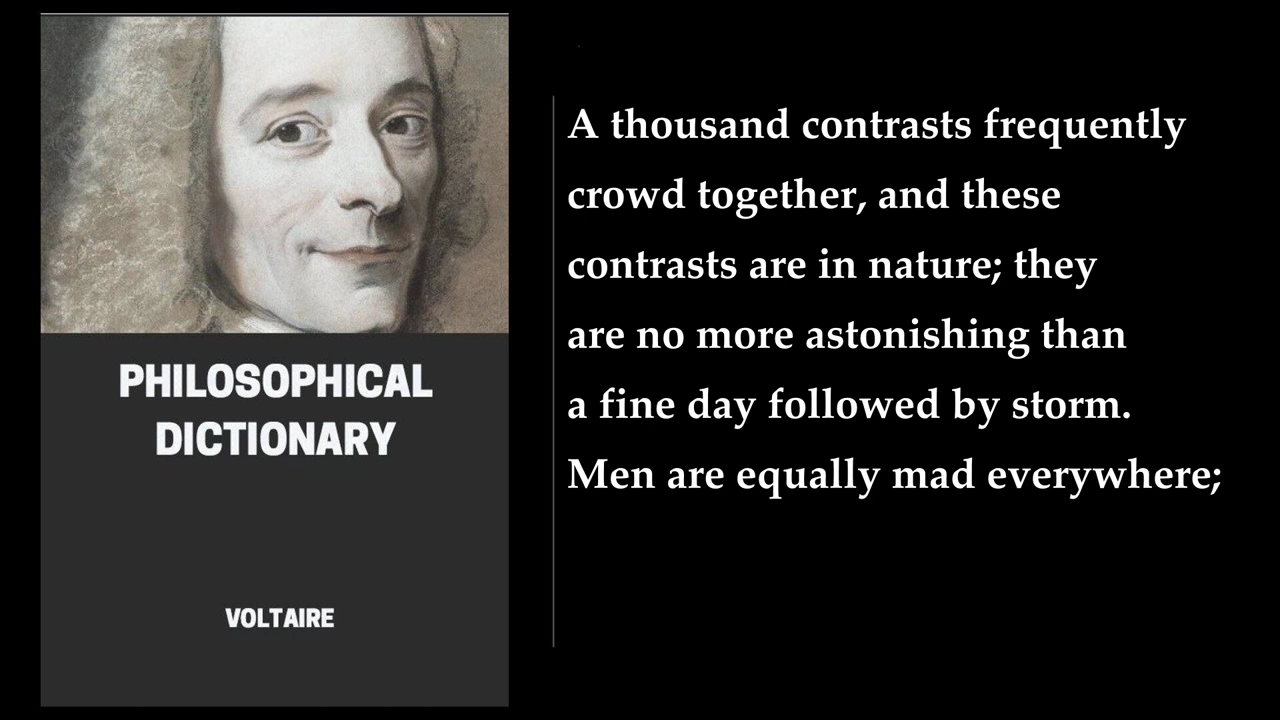 PHILOSOPHICAL
DICTIONARY
VOLTAIRE
A thousand contrasts frequently
crowd together, and these
contrasts are in nature; they
are no more astonishing than
a fine day followed by storm.
Men are equally mad everywhere;